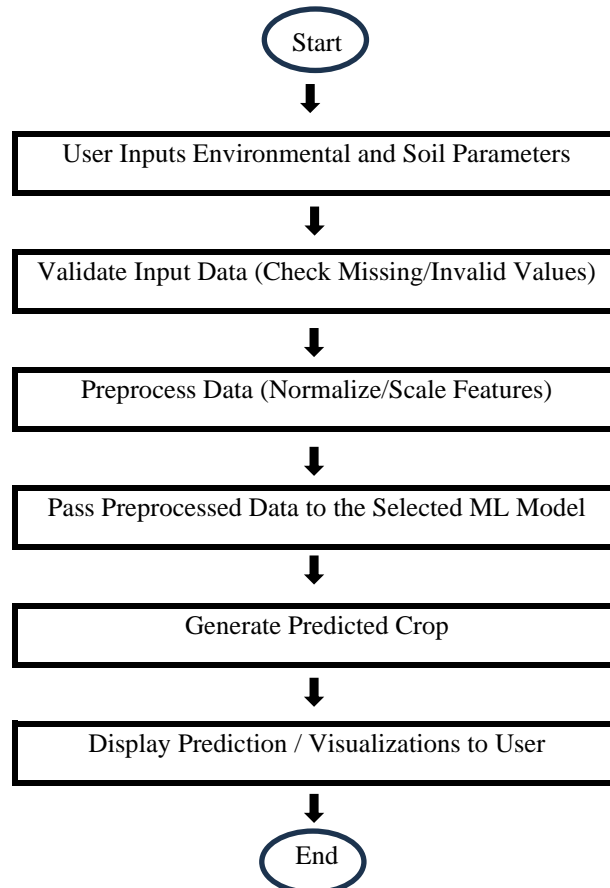 Start
User Inputs Environmental and Soil Parameters
Validate Input Data (Check Missing/Invalid Values)
Preprocess Data (Normalize/Scale Features)
Pass Preprocessed Data to the Selected ML Model
Generate Predicted Crop
Display Prediction / Visualizations to User
End